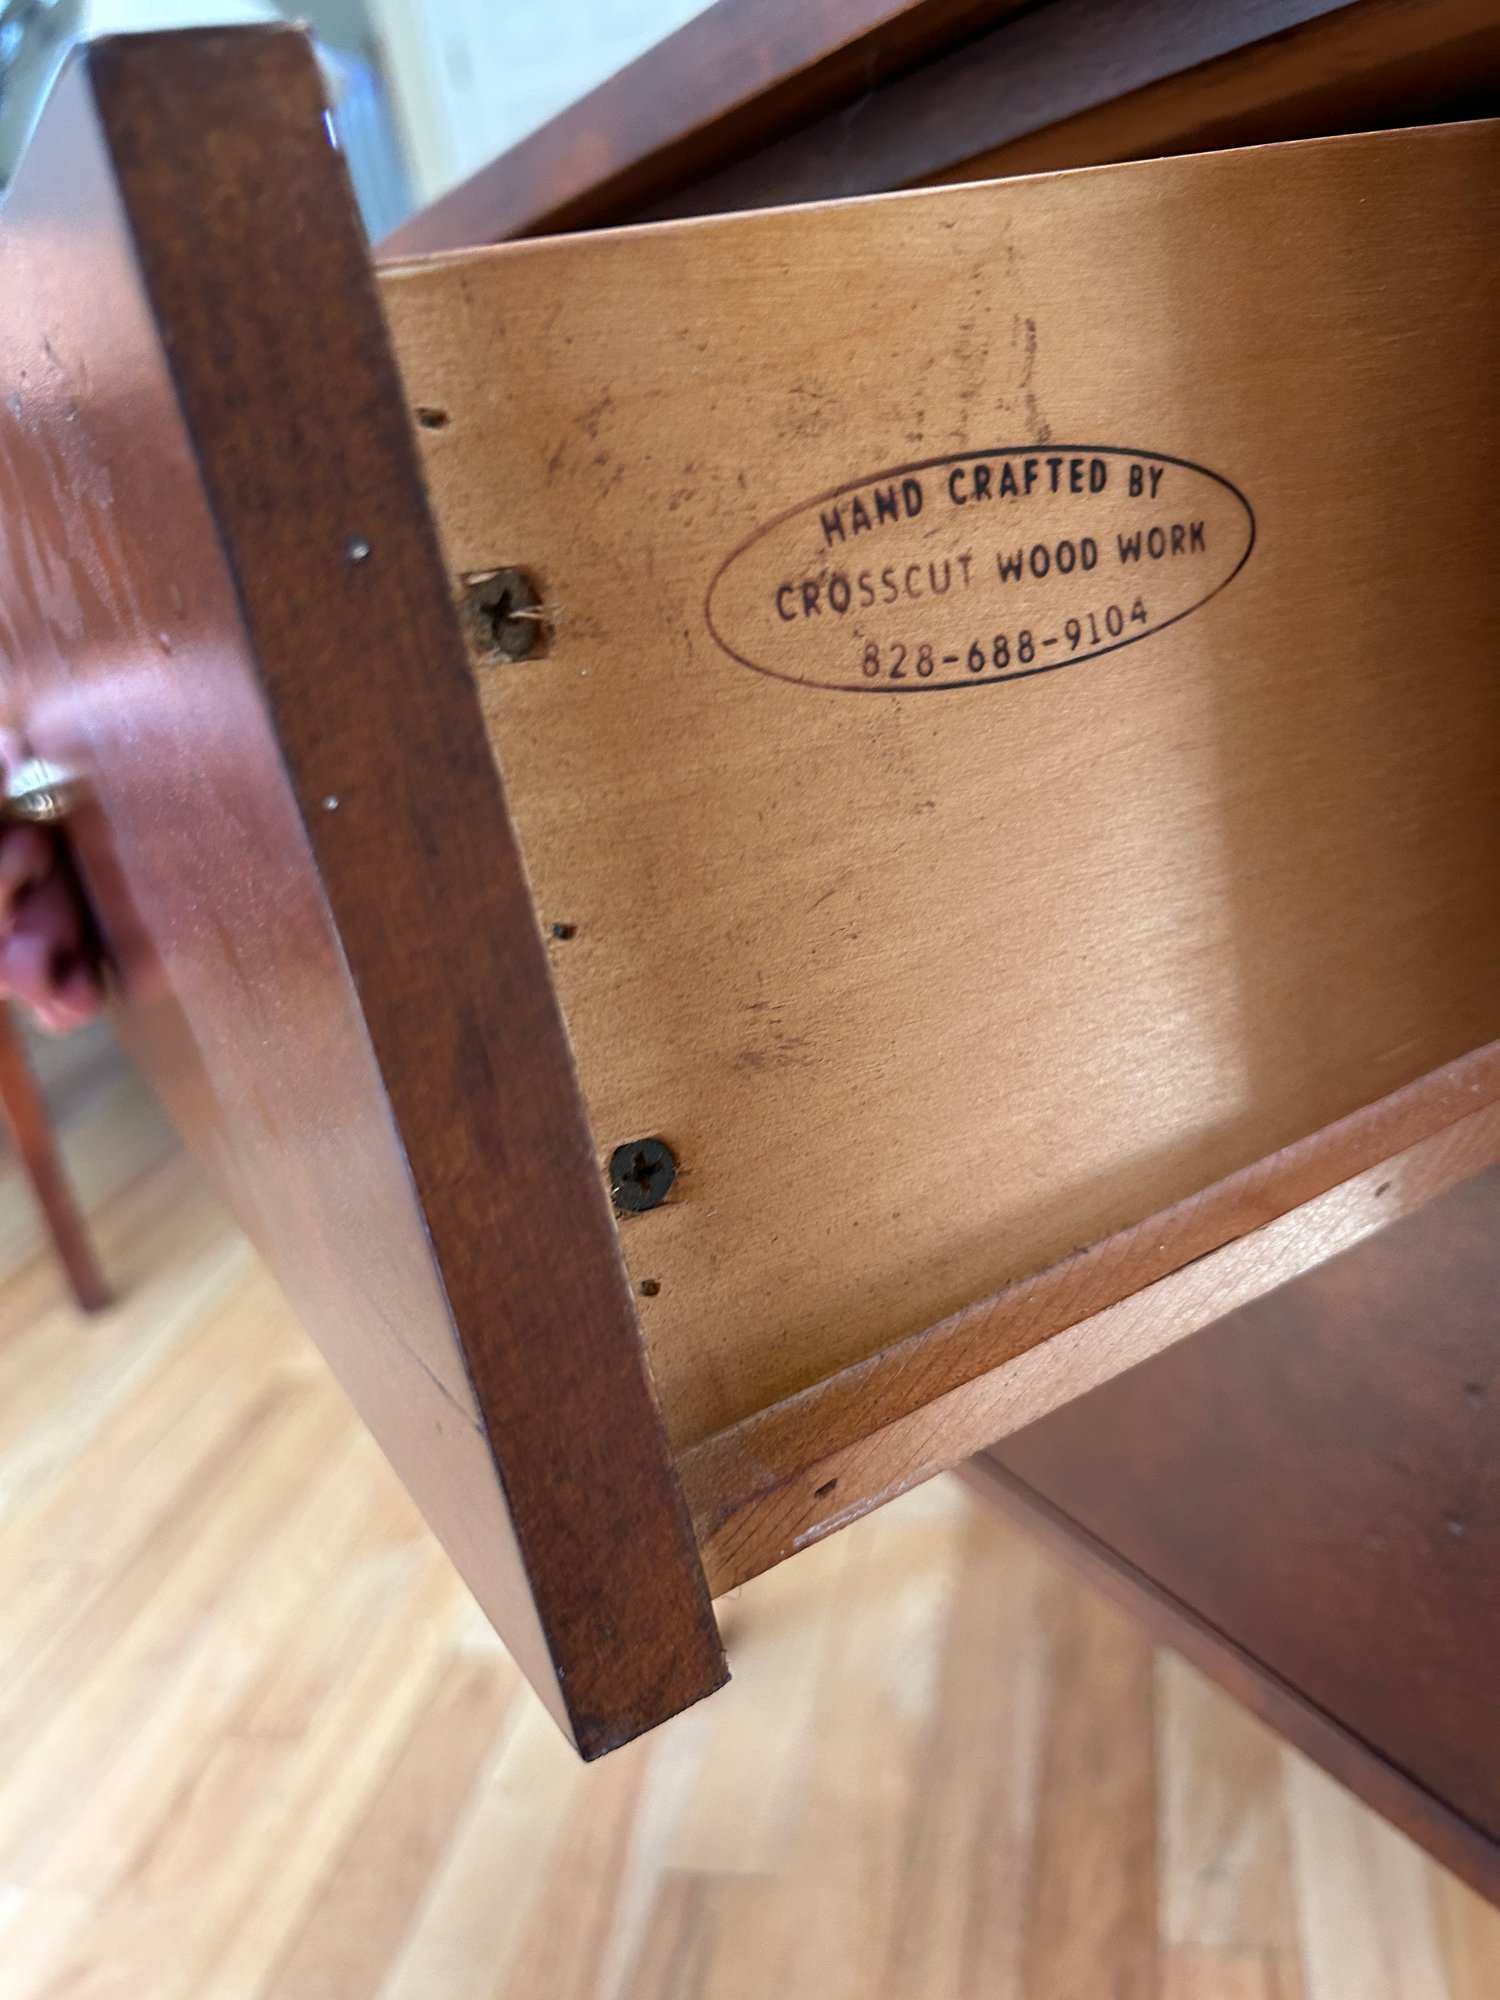 HAND CRAFTED BY
CROSSCUT WOOD WORK
828-688-9104